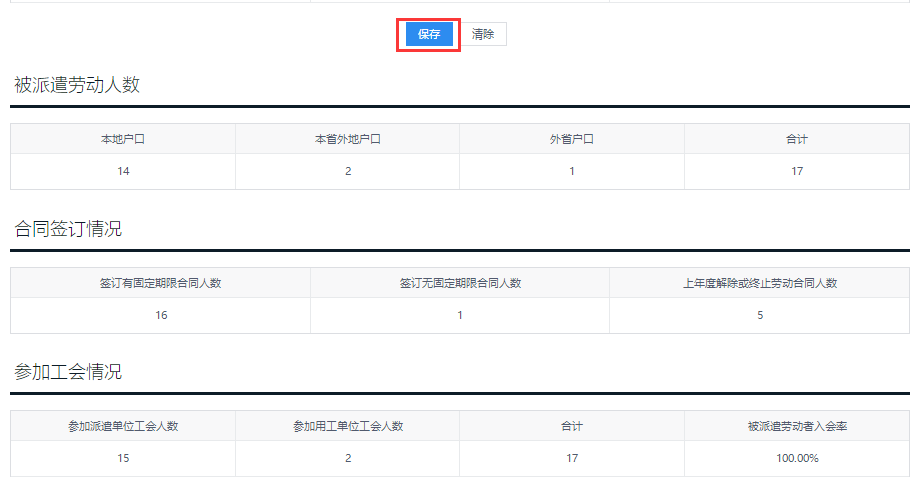 保存 清除
被派遣劳动人数
本地户口 本省外地户口 外省户口 合计
14 2 1 17
合同签订情况
签订有固定期限合同人数 签订无固定期限合同人数 上年度解除或终止劳动合同人数
16 1 5
参加工会情况
参加派遣单位工会人数 参加用工单位工会人数 合计 被派遣劳动者入会率
15 2 17 100.00%